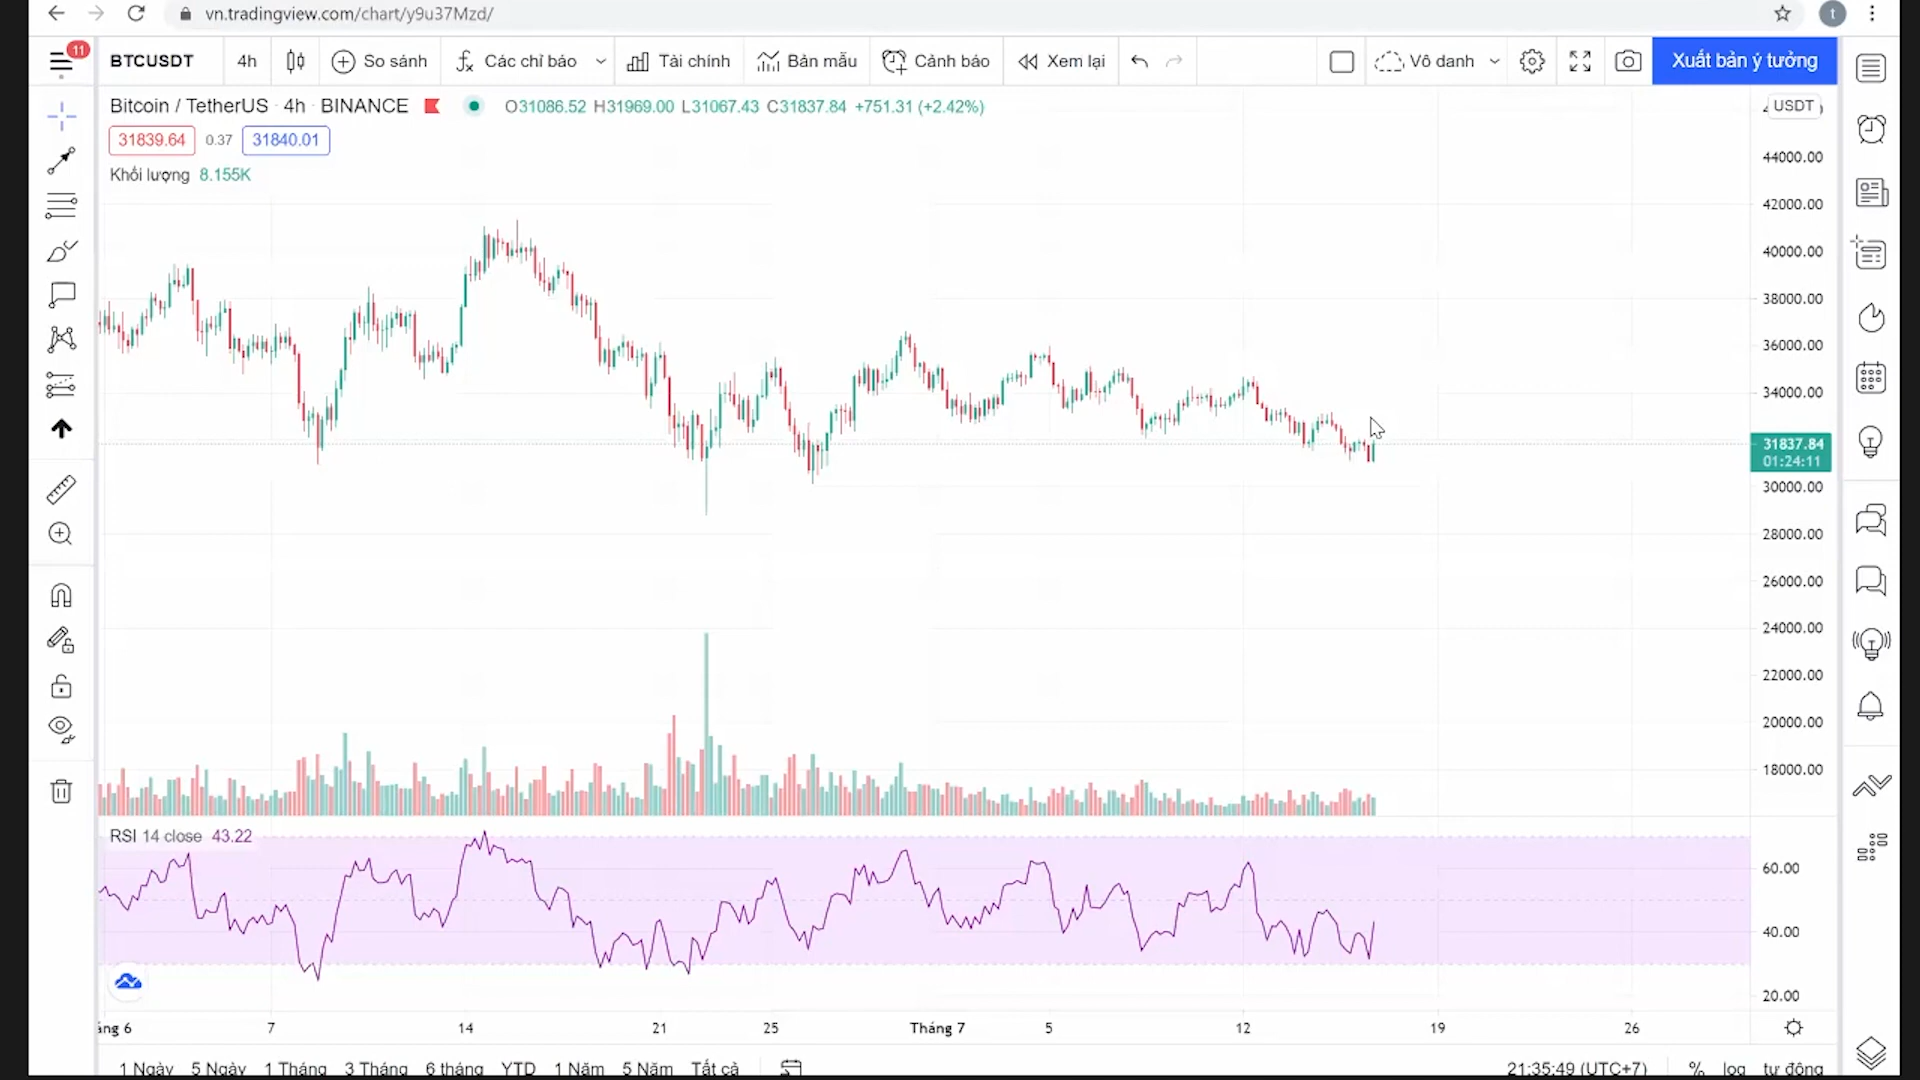 vn.tradingview.com/chart/y9u37Mzd/
t
11
BTCUSDT 4h So sánh Các chỉ báo Tài chính Bản mẫu Cảnh báo Xem lại Vô danh Xuất bản ý tưởng
Bitcoin / TetherUS · 4h · BINANCE O31086.52 H31969.00 L31067.43 C31837.84 +751.31 (+2.42%)
USDT
31839.64 0.37 31840.01
Khối lượng 8.155K
44000.00
42000.00
40000.00
38000.00
36000.00
34000.00
31837.84
01:24:11
30000.00
28000.00
26000.00
24000.00
22000.00
20000.00
18000.00
RSI 14 close 43.22
60.00
40.00
20.00
áng 6 7 14 21 25 Tháng 7 5 12 19 26
1 Ngày 5 Ngày 1 Tháng 3 Tháng 6 tháng YTD 1 Năm 5 Năm Tất cả 21:35:49 (UTC+7) % log tự động